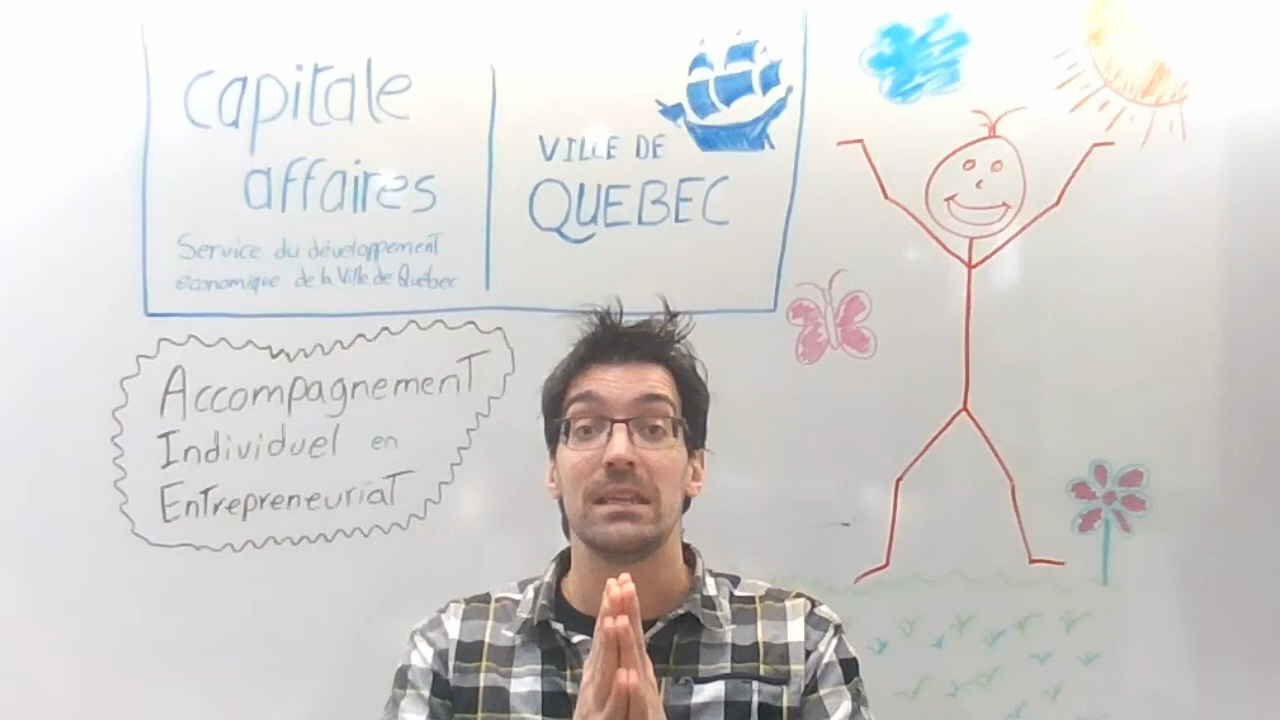 capitale
affaires
Service du développement
économique de la Ville de Québec
VILLE DE
QUEBEC
Accompagnement
Individuel en
Entrepreneuriat